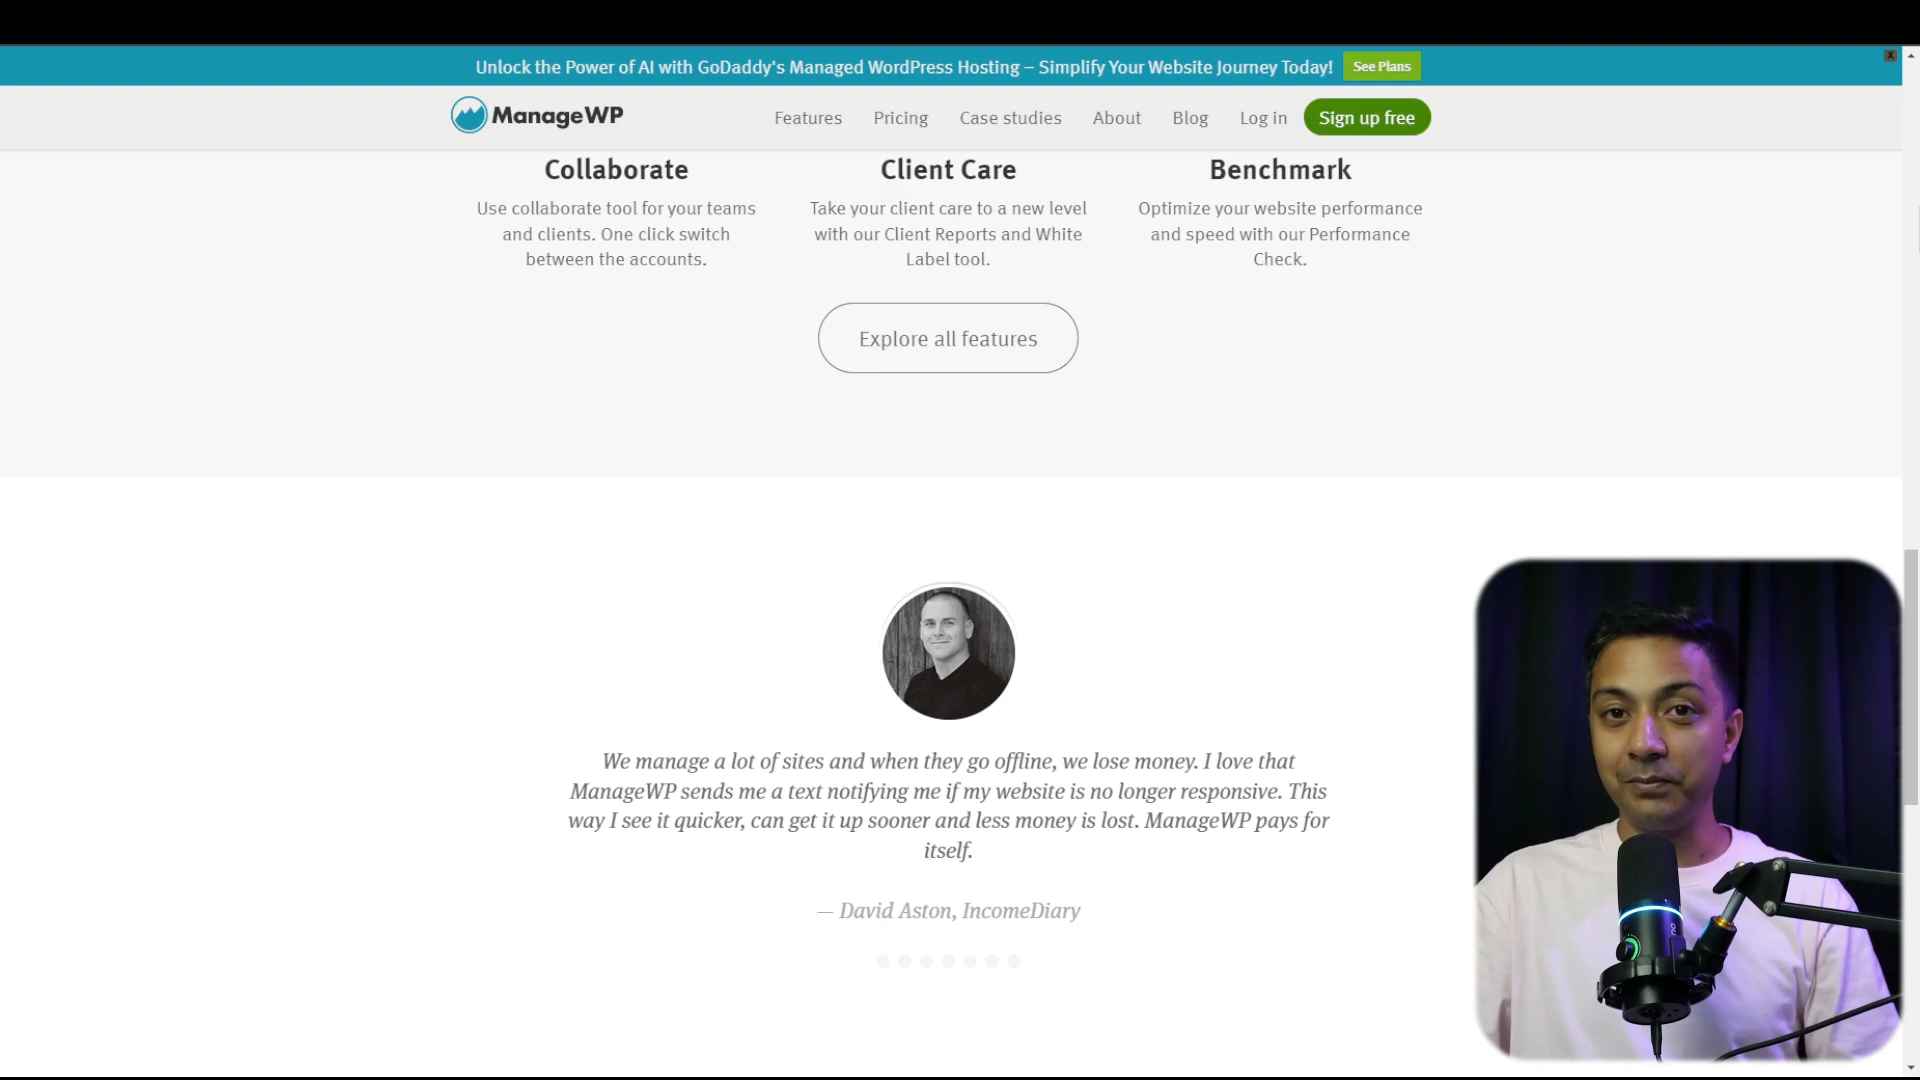 Unlock the Power of AI with GoDaddy's Managed WordPress Hosting – Simplify Your Website Journey Today! See Plans
X
ManageWP Features Pricing Case studies About Blog Log in Sign up free
Collaborate
Use collaborate tool for your teams
and clients. One click switch
between the accounts.
Client Care
Take your client care to a new level
with our Client Reports and White
Label tool.
Benchmark
Optimize your website performance
and speed with our Performance
Check.
Explore all features
We manage a lot of sites and when they go offline, we lose money. I love that
ManageWP sends me a text notifying me if my website is no longer responsive. This
way I see it quicker, can get it up sooner and less money is lost. ManageWP pays for
itself.
— David Aston, IncomeDiary